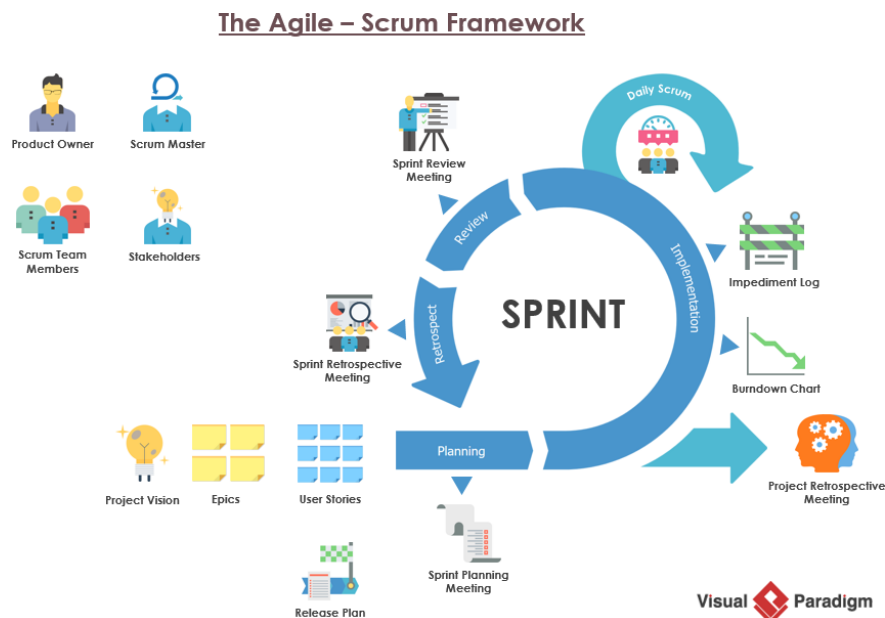 The Agile – Scrum Framework
Product Owner
Scrum Master
Scrum Team
Members
Stakeholders
Sprint Review
Meeting
Daily Scrum
Review
Implementation
Impediment Log
SPRINT
Retrospect
Sprint Retrospective
Meeting
Burndown Chart
Planning
Project Vision
Epics
User Stories
Project Retrospective
Meeting
Sprint Planning
Meeting
Release Plan
Visual Paradigm